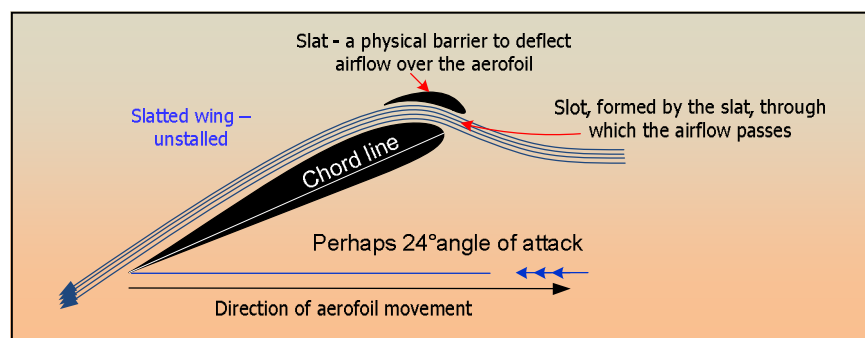 Slat - a physical barrier to deflect
airflow over the aerofoil
Slatted wing –
unstalled
Slot, formed by the slat, through
which the airflow passes
Chord line
Perhaps 24°angle of attack
Direction of aerofoil movement